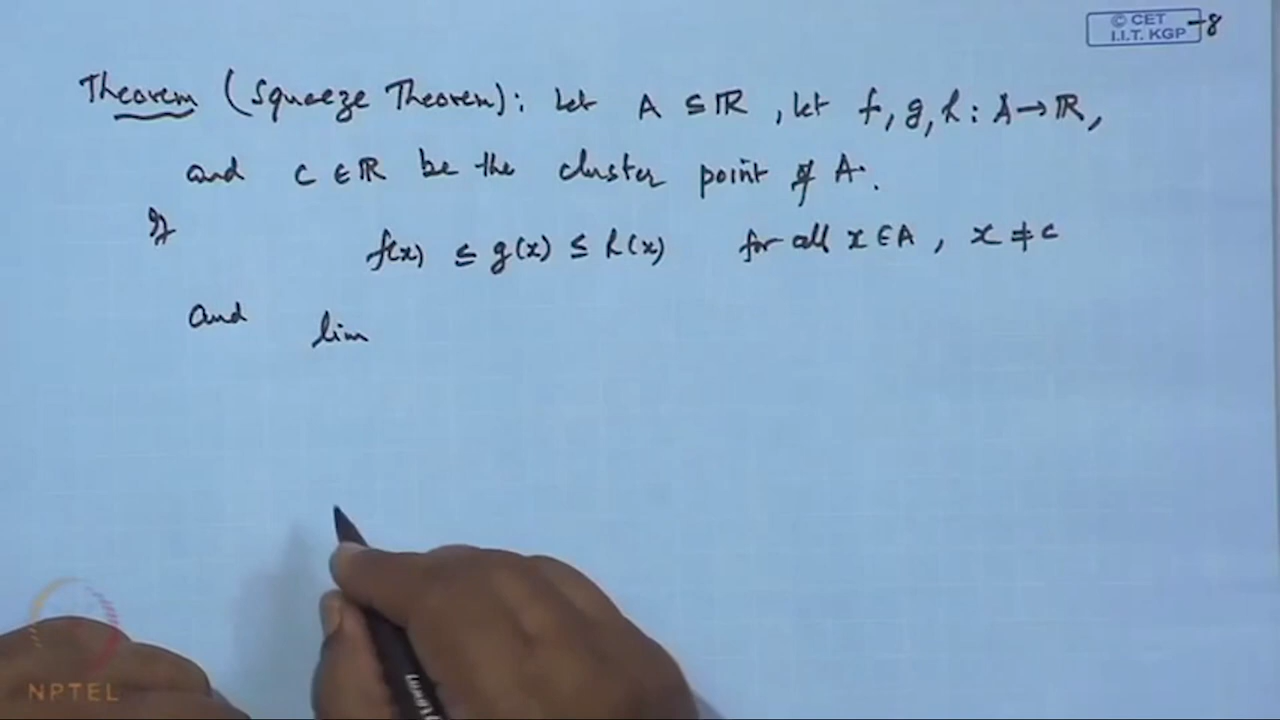 © CET
I.I.T. KGP -8
Theorem (Squeeze Theorem): Let A ⊆ ℝ, let f, g, h: A → ℝ,
and c ∈ ℝ be the cluster point of A.
If
f(x) ≤ g(x) ≤ h(x) for all x ∈ A, x ≠ c
and lim
NPTEL